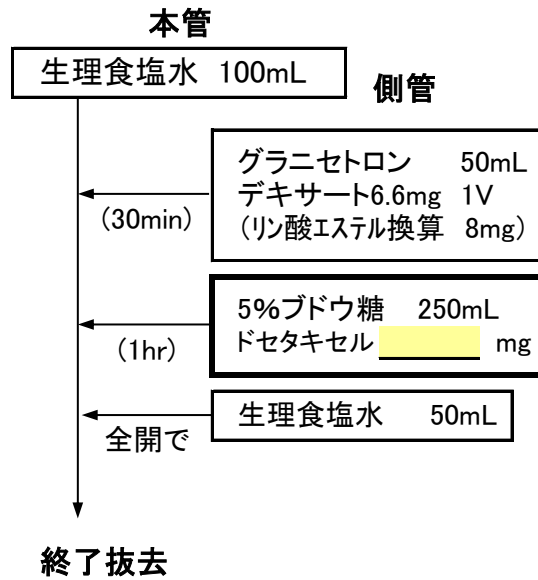 本管
生理食塩水 100mL
側管
グラニセトロン 50mL
デキサート6.6mg 1V
(リン酸エステル換算 8mg)
(30min)
5%ブドウ糖 250mL
ドセタキセル mg
(1hr)
生理食塩水 50mL
全開で
終了抜去